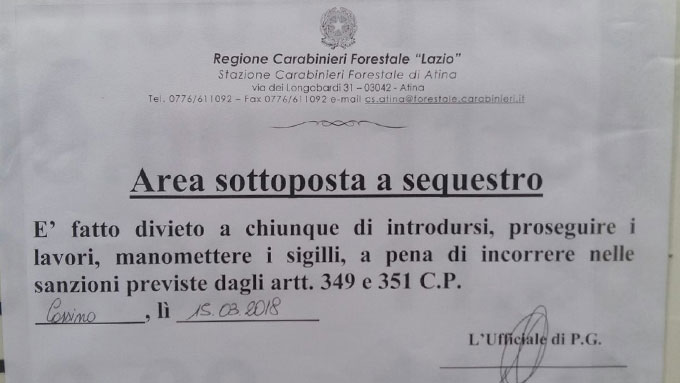 Regione Carabinieri Forestale "Lazio"
Stazione Carabinieri Forestale di Atina
via dei Longobardi 31 – 03042 - Atina
Tel. 0776/611092 – Fax 0776/611092 e-mail cs.atina@forestale.carabinieri.it
Area sottoposta a sequestro
E' fatto divieto a chiunque di introdursi, proseguire i
lavori, manomettere i sigilli, a pena di incorrere nelle
sanzioni previste dagli artt. 349 e 351 C.P.
Cassino, lì 15.03.2018
L'Ufficiale di P.G.